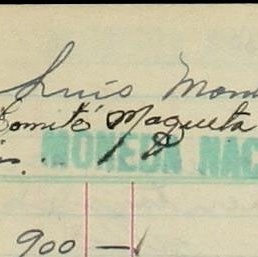 Luis Mon
Comité Maqueta
MONEDA NAC
900 —